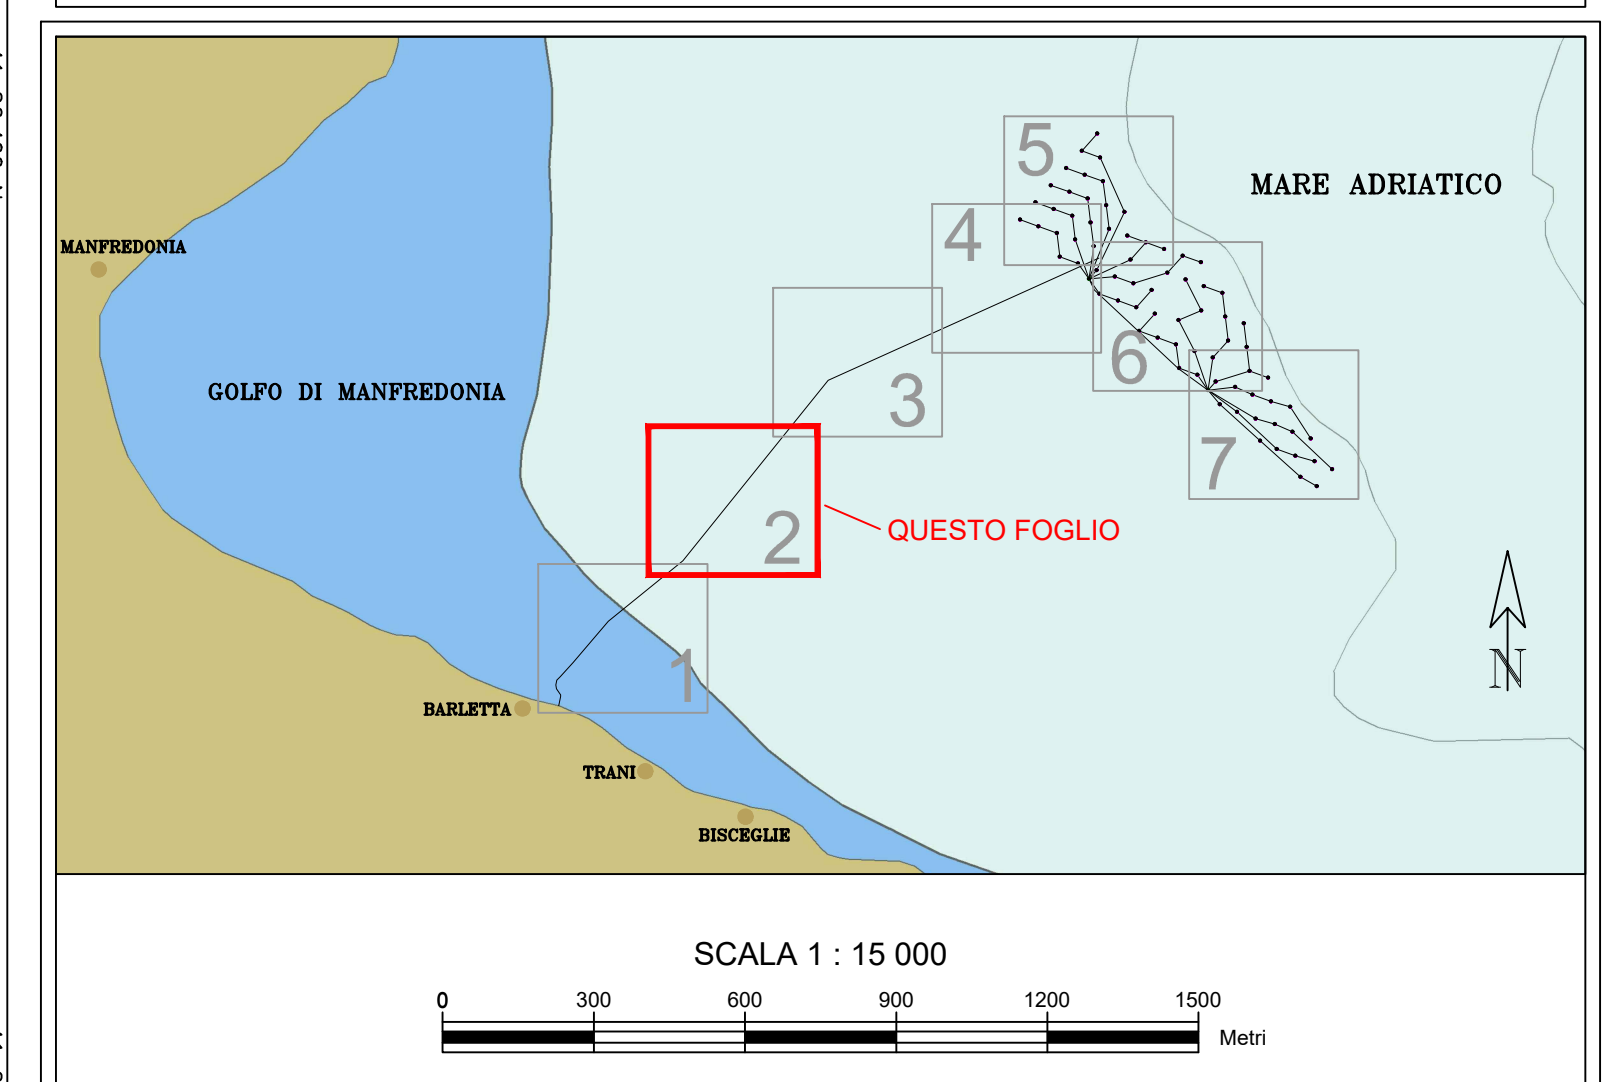 5
MARE ADRIATICO
4
MANFREDONIA
6
GOLFO DI MANFREDONIA
3
7
2
QUESTO FOGLIO
1
N
BARLETTA
TRANI
BISCEGLIE
SCALA 1 : 15 000
0 300 600 900 1200 1500
Metri